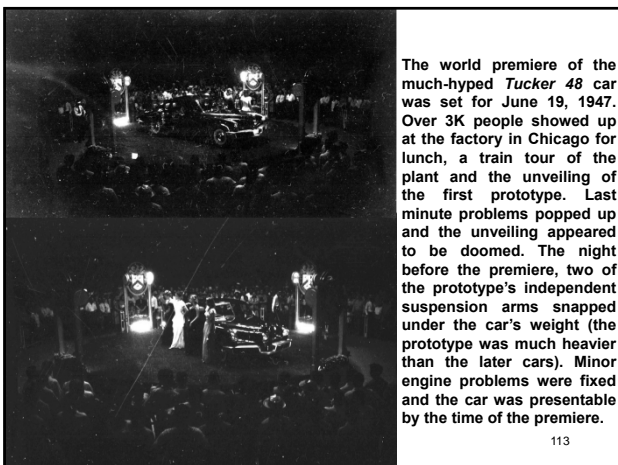 The world premiere of the
much-hyped Tucker 48 car
was set for June 19, 1947.
Over 3K people showed up
at the factory in Chicago for
lunch, a train tour of the
plant and the unveiling of
the first prototype. Last
minute problems popped up
and the unveiling appeared
to be doomed. The night
before the premiere, two of
the prototype’s independent
suspension arms snapped
under the car’s weight (the
prototype was much heavier
than the later cars). Minor
engine problems were fixed
and the car was presentable
by the time of the premiere.
113